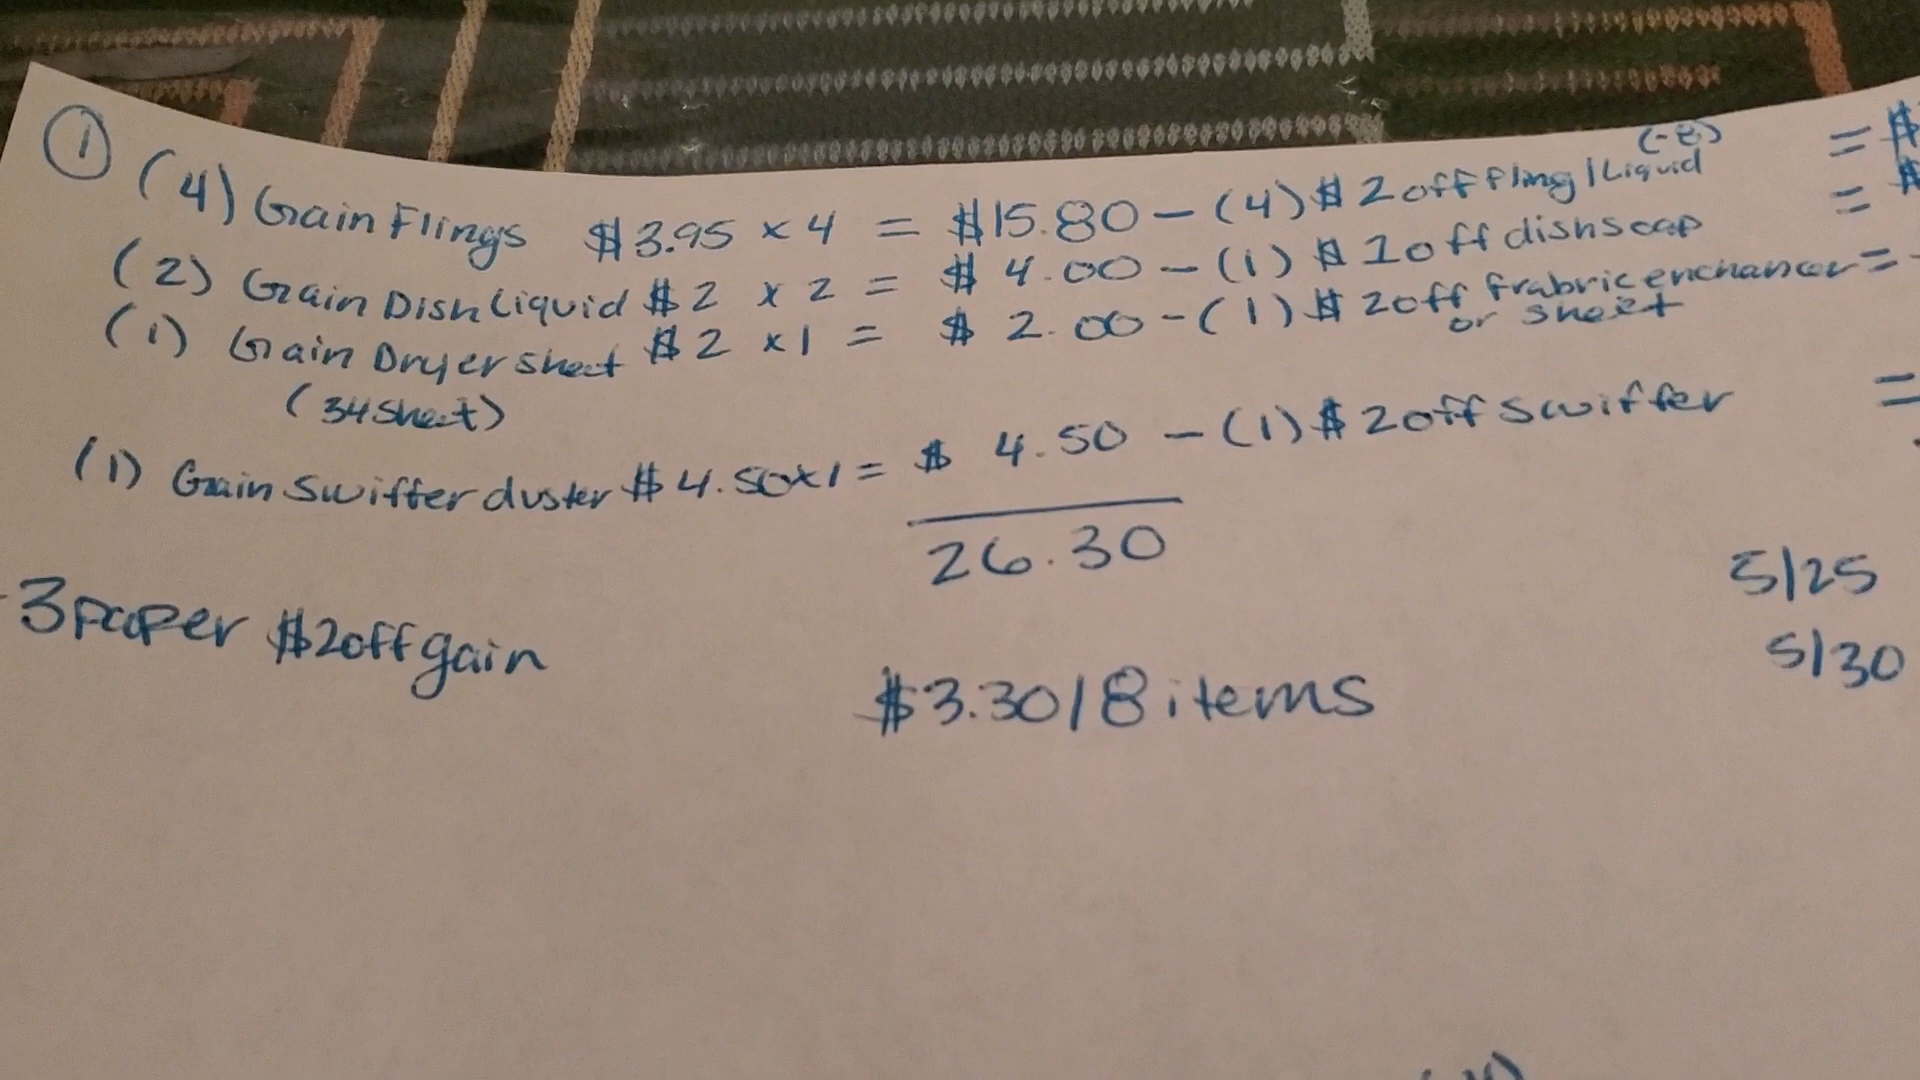 ①
(4) Gain Flings $3.95 x 4 = $15.80 - (4) $2 off fling / Liquid = $
(-8)
(2) Gain Dish Liquid $2 x 2 = $ 4.00 - (1) $ 1 off dishsoap = $
(1) Gain Dryer sheet $2 x 1 = $ 2.00 - (1) $ 2 off frabric enchancer =
or sheet
(34 Sheet)
(1) Gain Swiffer duster $4.50 x 1 = $ 4.50 - (1) $ 2 off swiffer =
26.30
3 paper $2 off gain
5/25
5/30
$3.30 / 8 items